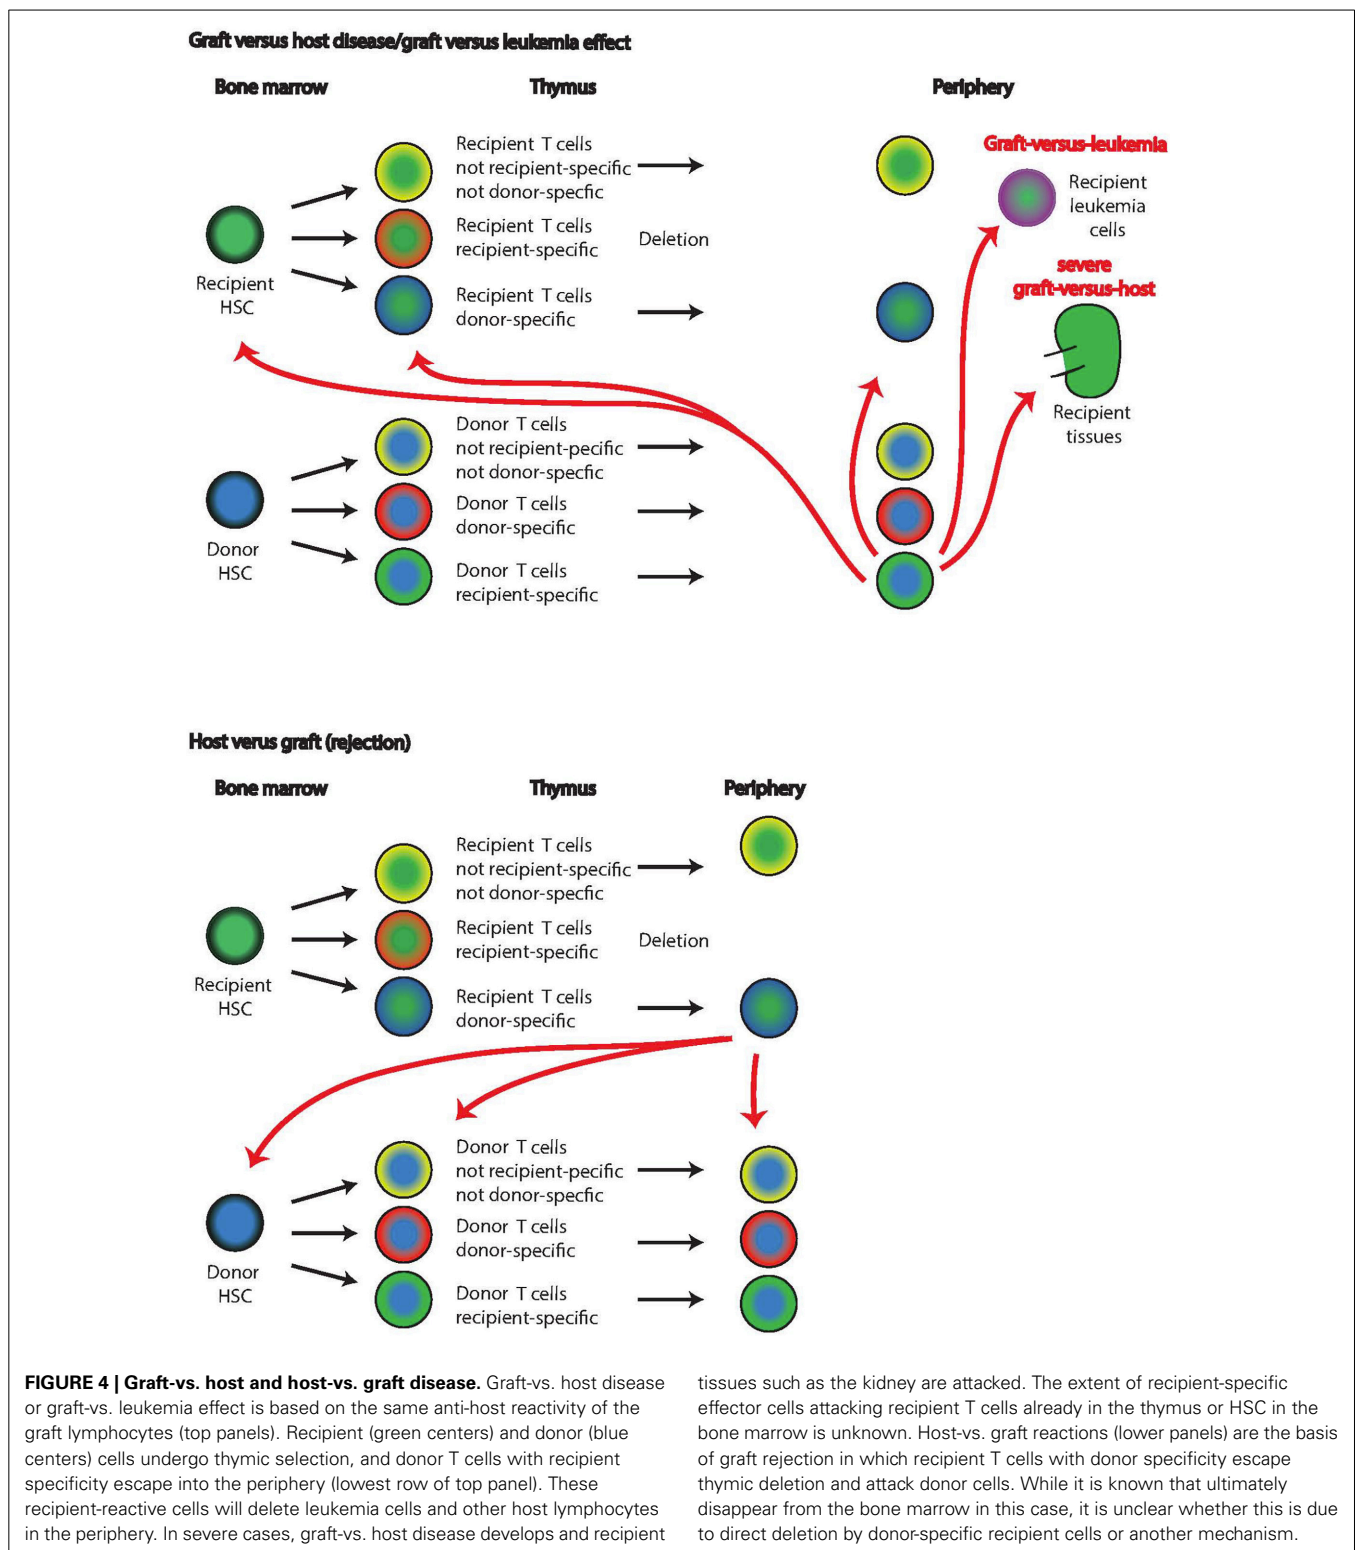 Graft versus host disease/graft versus leukemia effect
Bone marrow
Thymus
Periphery
Recipient T cells
not recipient-specific
not donor-specfic
Graft-versus-leukemia
Recipient
leukemia
cells
Recipient T cells
recipient-specific
Deletion
Recipient
HSC
severe
graft-versus-host
Recipient T cells
donor-specific
Recipient
tissues
Donor T cells
not recipient-pecific
not donor-specfic
Donor T cells
donor-specific
Donor
HSC
Donor T cells
recipient-specific
Host verus graft (rejection)
Bone marrow
Thymus
Periphery
Recipient T cells
not recipient-specific
not donor-specfic
Recipient T cells
recipient-specific
Deletion
Recipient
HSC
Recipient T cells
donor-specific
Donor T cells
not recipient-pecific
not donor-specfic
Donor T cells
donor-specific
Donor
HSC
Donor T cells
recipient-specific
FIGURE 4 | Graft-vs. host and host-vs. graft disease. Graft-vs. host disease
or graft-vs. leukemia effect is based on the same anti-host reactivity of the
graft lymphocytes (top panels). Recipient (green centers) and donor (blue
centers) cells undergo thymic selection, and donor T cells with recipient
specificity escape into the periphery (lowest row of top panel). These
recipient-reactive cells will delete leukemia cells and other host lymphocytes
in the periphery. In severe cases, graft-vs. host disease develops and recipient
tissues such as the kidney are attacked. The extent of recipient-specific
effector cells attacking recipient T cells already in the thymus or HSC in the
bone marrow is unknown. Host-vs. graft reactions (lower panels) are the basis
of graft rejection in which recipient T cells with donor specificity escape
thymic deletion and attack donor cells. While it is known that ultimately
disappear from the bone marrow in this case, it is unclear whether this is due
to direct deletion by donor-specific recipient cells or another mechanism.